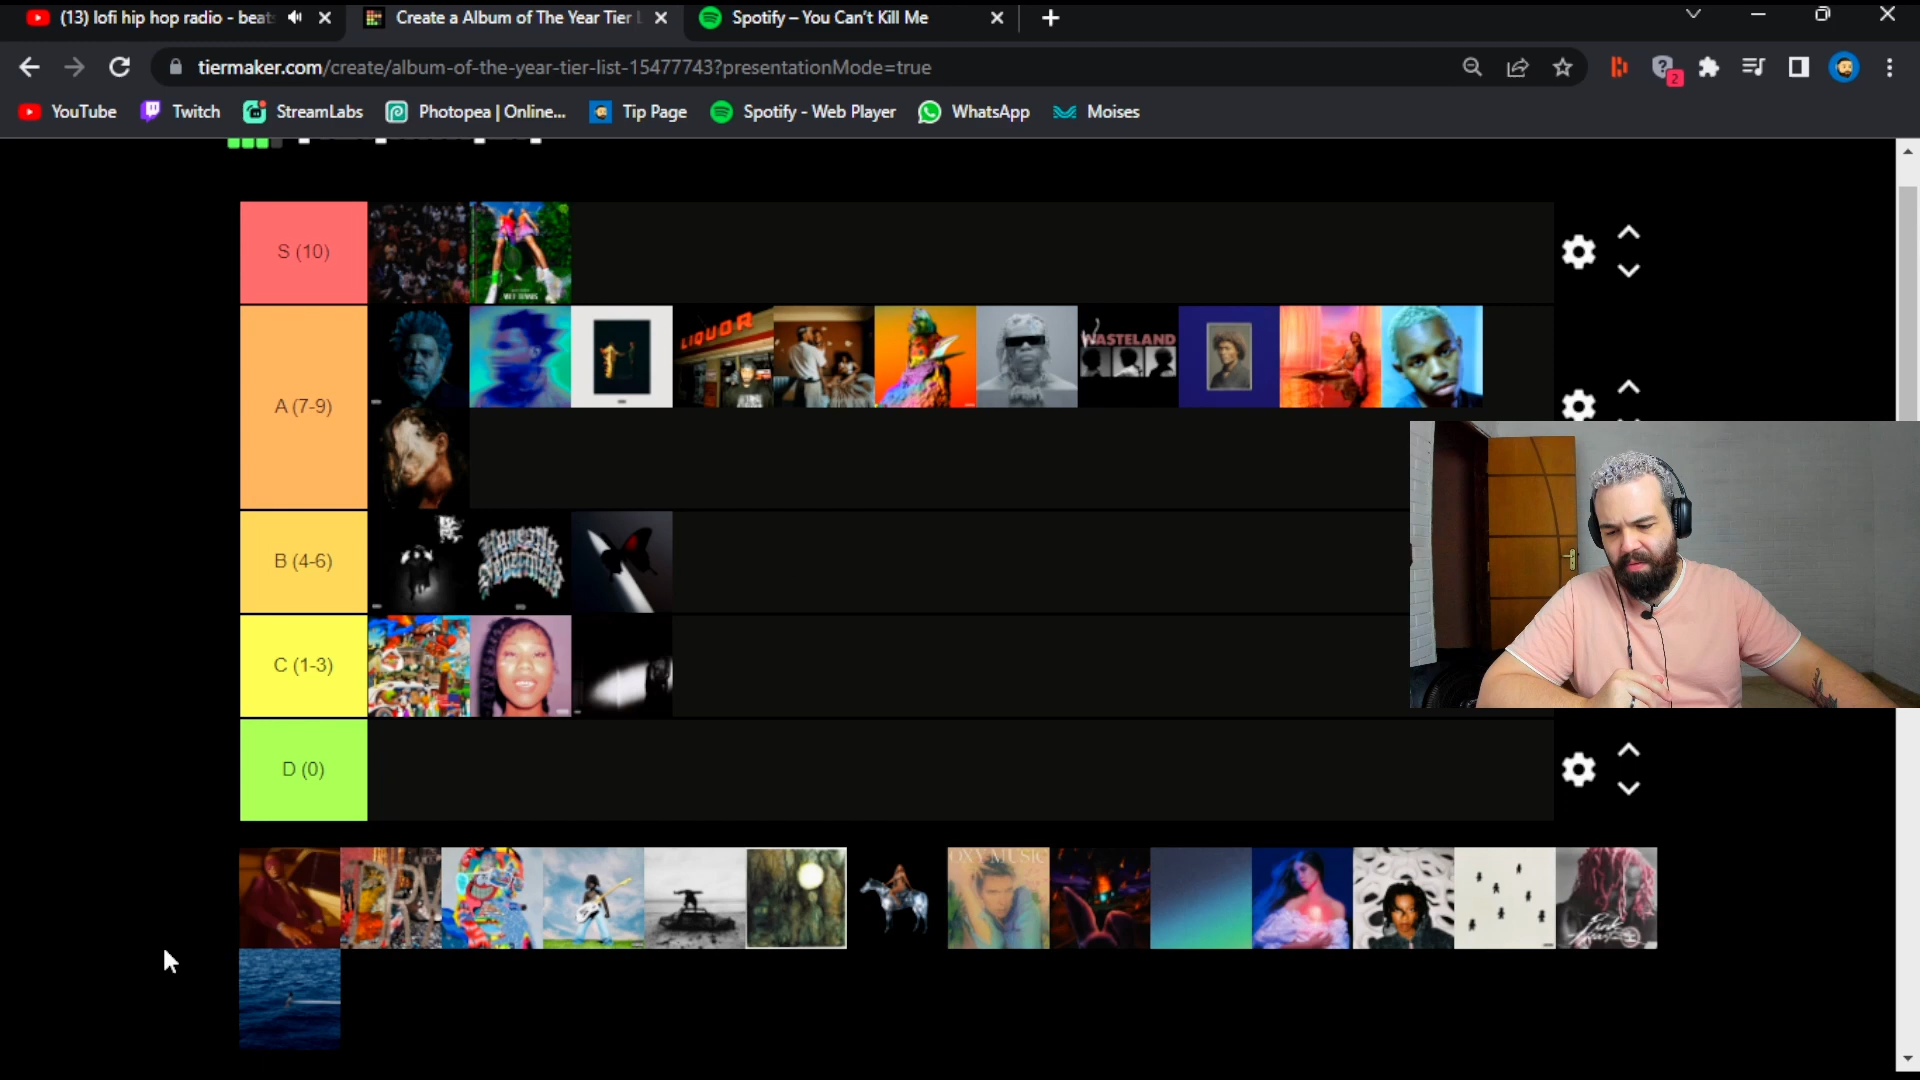 (13) lofi hip hop radio - beat
Create a Album of The Year Tier L
Spotify – You Can't Kill Me
tiermaker.com/create/album-of-the-year-tier-list-15477743?presentationMode=true
2
YouTube
Twitch
StreamLabs
Photopea | Online...
Tip Page
Spotify - Web Player
WhatsApp
Moises
S (10)
A (7-9)
LIQUOR
WASTELAND
B (4-6)
C (1-3)
D (0)
OXY MUSIC